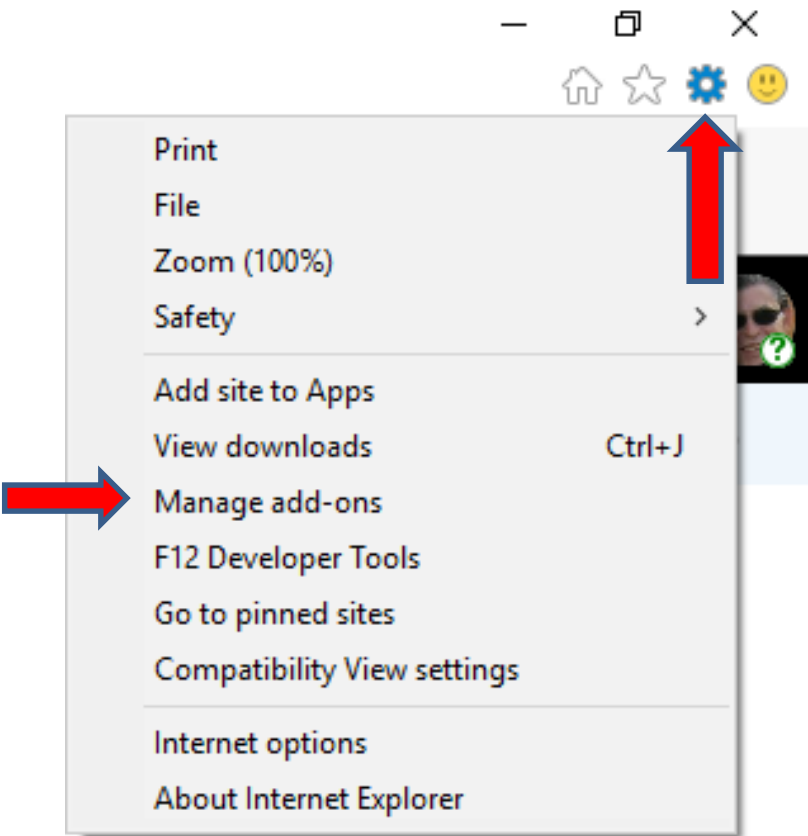 Print
File
Zoom (100%)
Safety
Add site to Apps
View downloads Ctrl+J
Manage add-ons
F12 Developer Tools
Go to pinned sites
Compatibility View settings
Internet options
About Internet Explorer
?